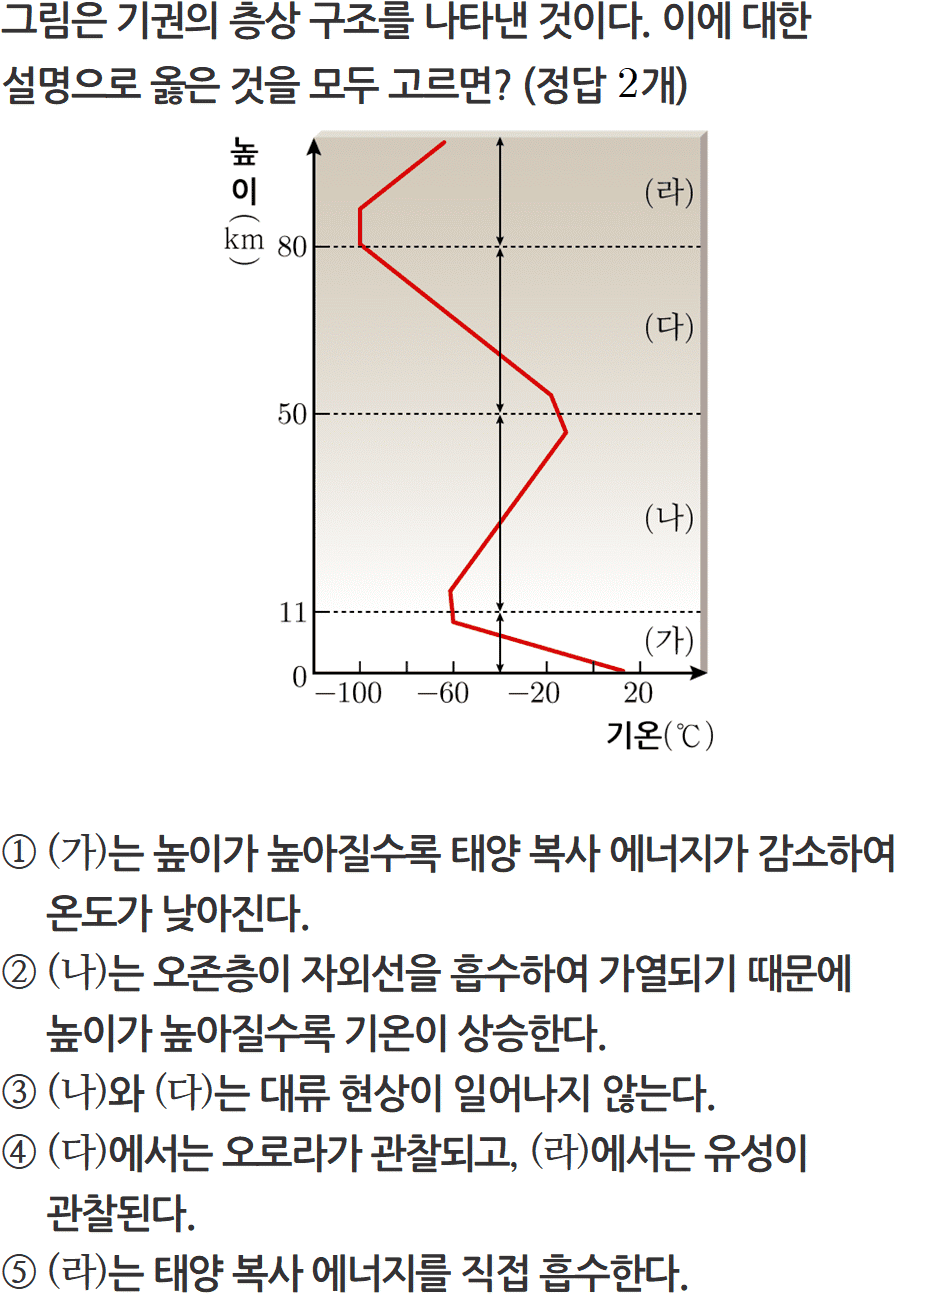 그림은 기권의 층상 구조를 나타낸 것이다. 이에 대한
설명으로 옳은 것을 모두 고르면? (정답 2개)
높이(km)
(라)
80
(다)
50
(나)
11
(가)
0
−100 −60 −20 20
기온(℃)
① (가)는 높이가 높아질수록 태양 복사 에너지가 감소하여
온도가 낮아진다.
② (나)는 오존층이 자외선을 흡수하여 가열되기 때문에
높이가 높아질수록 기온이 상승한다.
③ (나)와 (다)는 대류 현상이 일어나지 않는다.
④ (다)에서는 오로라가 관찰되고, (라)에서는 유성이
관찰된다.
⑤ (라)는 태양 복사 에너지를 직접 흡수한다.